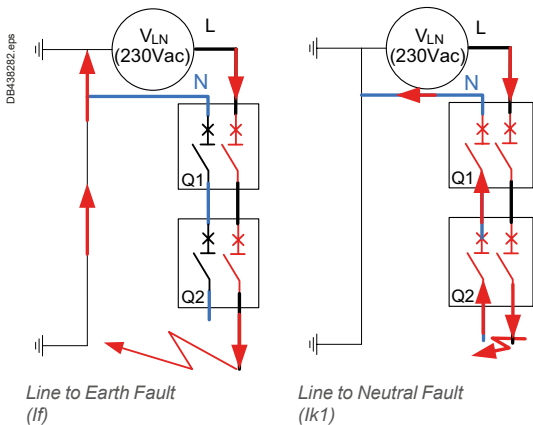 DB438282.eps
VLN
(230Vac)
L
N
Q1
Q2
Line to Earth Fault
(If)
VLN
(230Vac)
L
N
Q1
Q2
Line to Neutral Fault
(Ik1)